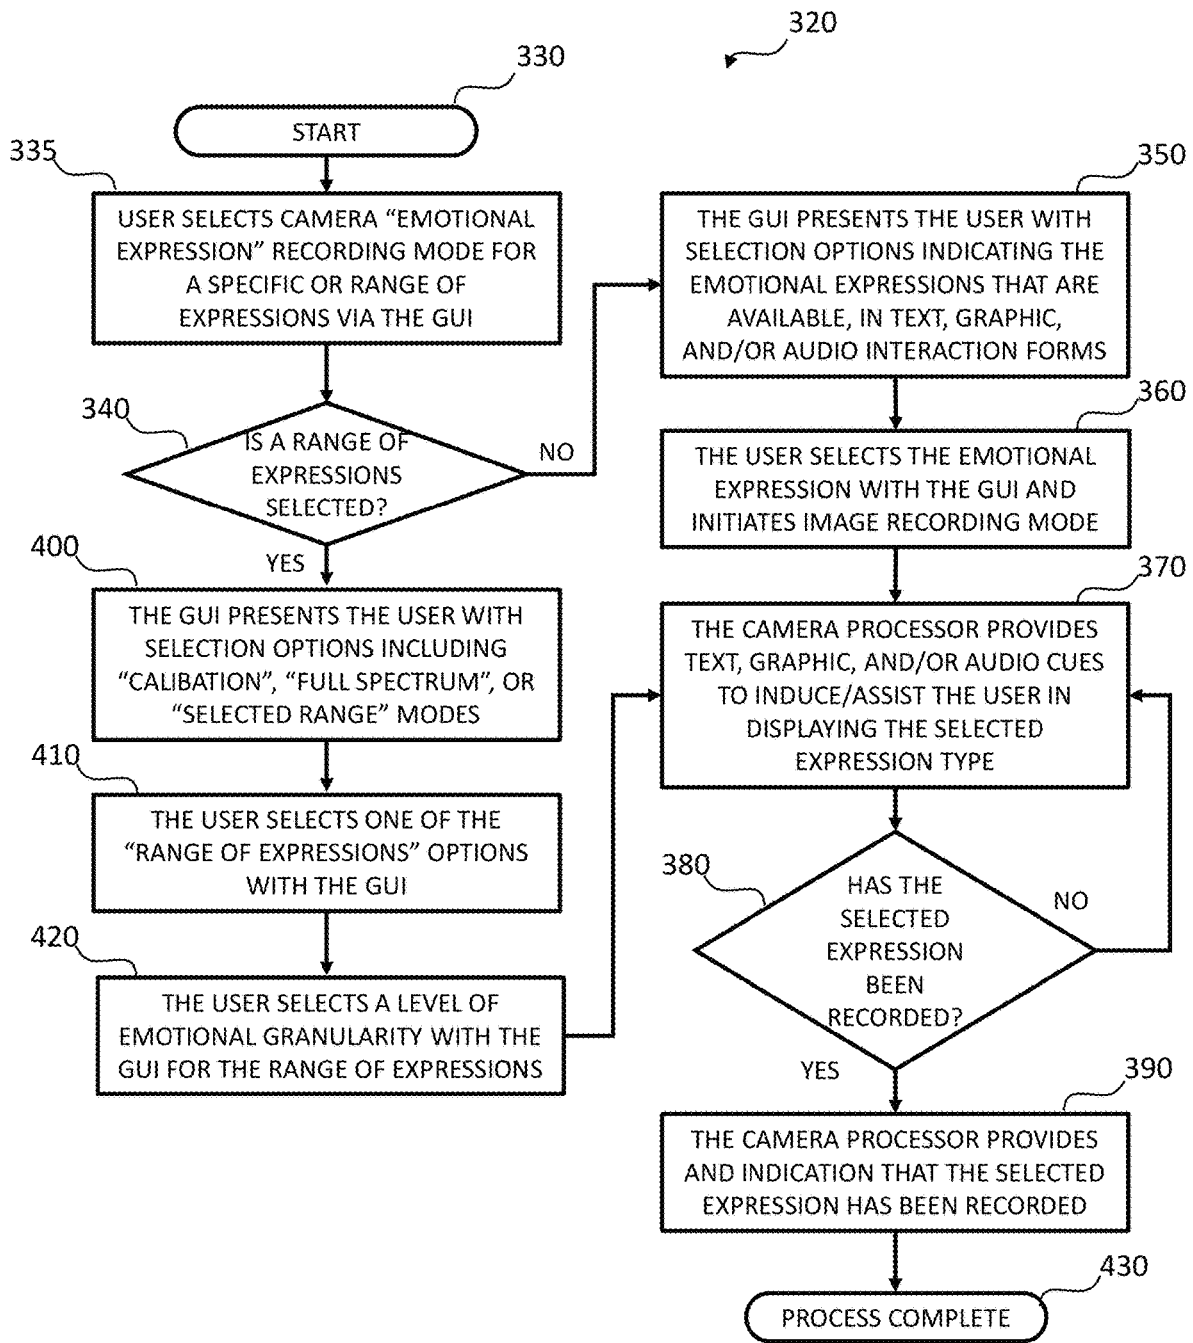 320
330
START
335
USER SELECTS CAMERA “EMOTIONAL
EXPRESSION” RECORDING MODE FOR
A SPECIFIC OR RANGE OF
EXPRESSIONS VIA THE GUI
340
IS A RANGE OF
EXPRESSIONS
SELECTED?
NO
YES
400
THE GUI PRESENTS THE USER WITH
SELECTION OPTIONS INCLUDING
“CALIBATION”, “FULL SPECTRUM”, OR
“SELECTED RANGE” MODES
410
THE USER SELECTS ONE OF THE
“RANGE OF EXPRESSIONS” OPTIONS
WITH THE GUI
420
THE USER SELECTS A LEVEL OF
EMOTIONAL GRANULARITY WITH THE
GUI FOR THE RANGE OF EXPRESSIONS
350
THE GUI PRESENTS THE USER WITH
SELECTION OPTIONS INDICATING THE
EMOTIONAL EXPRESSIONS THAT ARE
AVAILABLE, IN TEXT, GRAPHIC,
AND/OR AUDIO INTERACTION FORMS
360
THE USER SELECTS THE EMOTIONAL
EXPRESSION WITH THE GUI AND
INITIATES IMAGE RECORDING MODE
370
THE CAMERA PROCESSOR PROVIDES
TEXT, GRAPHIC, AND/OR AUDIO CUES
TO INDUCE/ASSIST THE USER IN
DISPLAYING THE SELECTED
EXPRESSION TYPE
380
HAS THE
SELECTED
EXPRESSION
BEEN
RECORDED?
NO
YES
390
THE CAMERA PROCESSOR PROVIDES
AND INDICATION THAT THE SELECTED
EXPRESSION HAS BEEN RECORDED
430
PROCESS COMPLETE